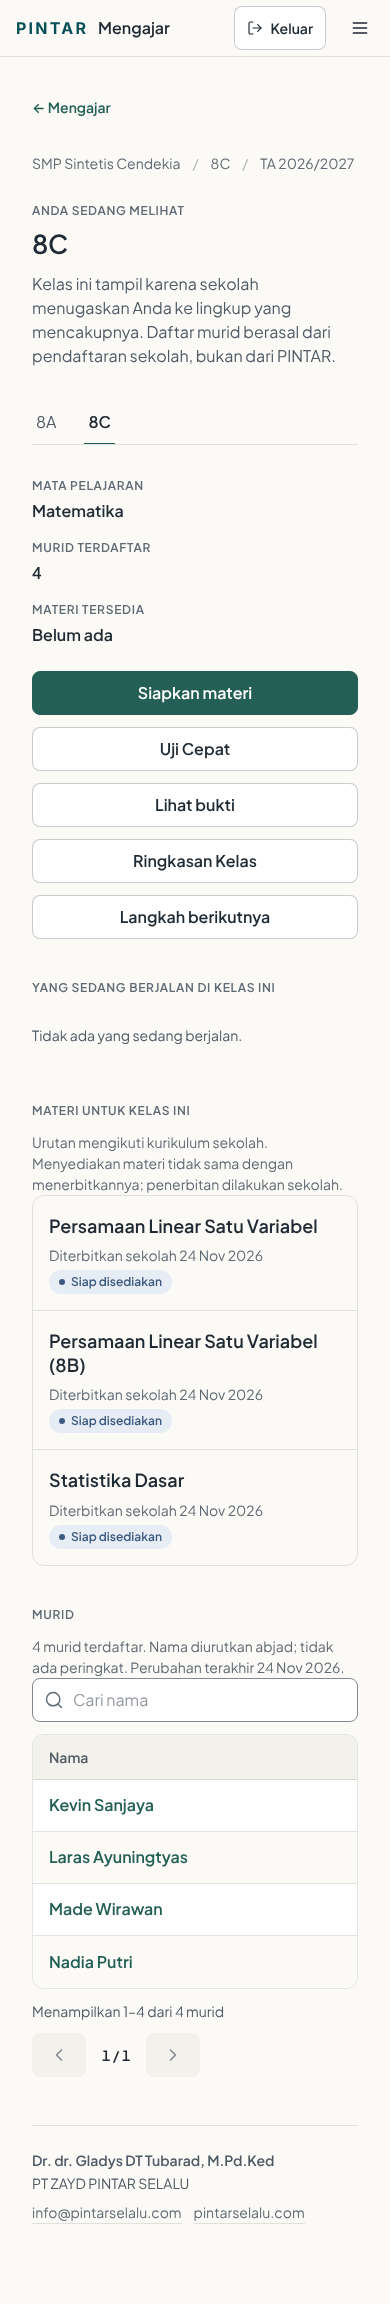 PINTAR Mengajar Keluar
← Mengajar
SMP Sintetis Cendekia / 8C / TA 2026/2027
ANDA SEDANG MELIHAT
8C
Kelas ini tampil karena sekolah
menugaskan Anda ke lingkup yang
mencakupnya. Daftar murid berasal dari
pendaftaran sekolah, bukan dari PINTAR.
8A 8C
MATA PELAJARAN
Matematika
MURID TERDAFTAR
4
MATERI TERSEDIA
Belum ada
Siapkan materi
Uji Cepat
Lihat bukti
Ringkasan Kelas
Langkah berikutnya
YANG SEDANG BERJALAN DI KELAS INI
Tidak ada yang sedang berjalan.
MATERI UNTUK KELAS INI
Urutan mengikuti kurikulum sekolah.
Menyediakan materi tidak sama dengan
menerbitkannya; penerbitan dilakukan sekolah.
Persamaan Linear Satu Variabel
Diterbitkan sekolah 24 Nov 2026
Siap disediakan
Persamaan Linear Satu Variabel
(8B)
Diterbitkan sekolah 24 Nov 2026
Siap disediakan
Statistika Dasar
Diterbitkan sekolah 24 Nov 2026
Siap disediakan
MURID
4 murid terdaftar. Nama diurutkan abjad; tidak
ada peringkat. Perubahan terakhir 24 Nov 2026.
Cari nama
Nama
Kevin Sanjaya
Laras Ayuningtyas
Made Wirawan
Nadia Putri
Menampilkan 1–4 dari 4 murid
1/1
Dr. dr. Gladys DT Tubarad, M.Pd.Ked
PT ZAYD PINTAR SELALU
info@pintarselalu.com pintarselalu.com